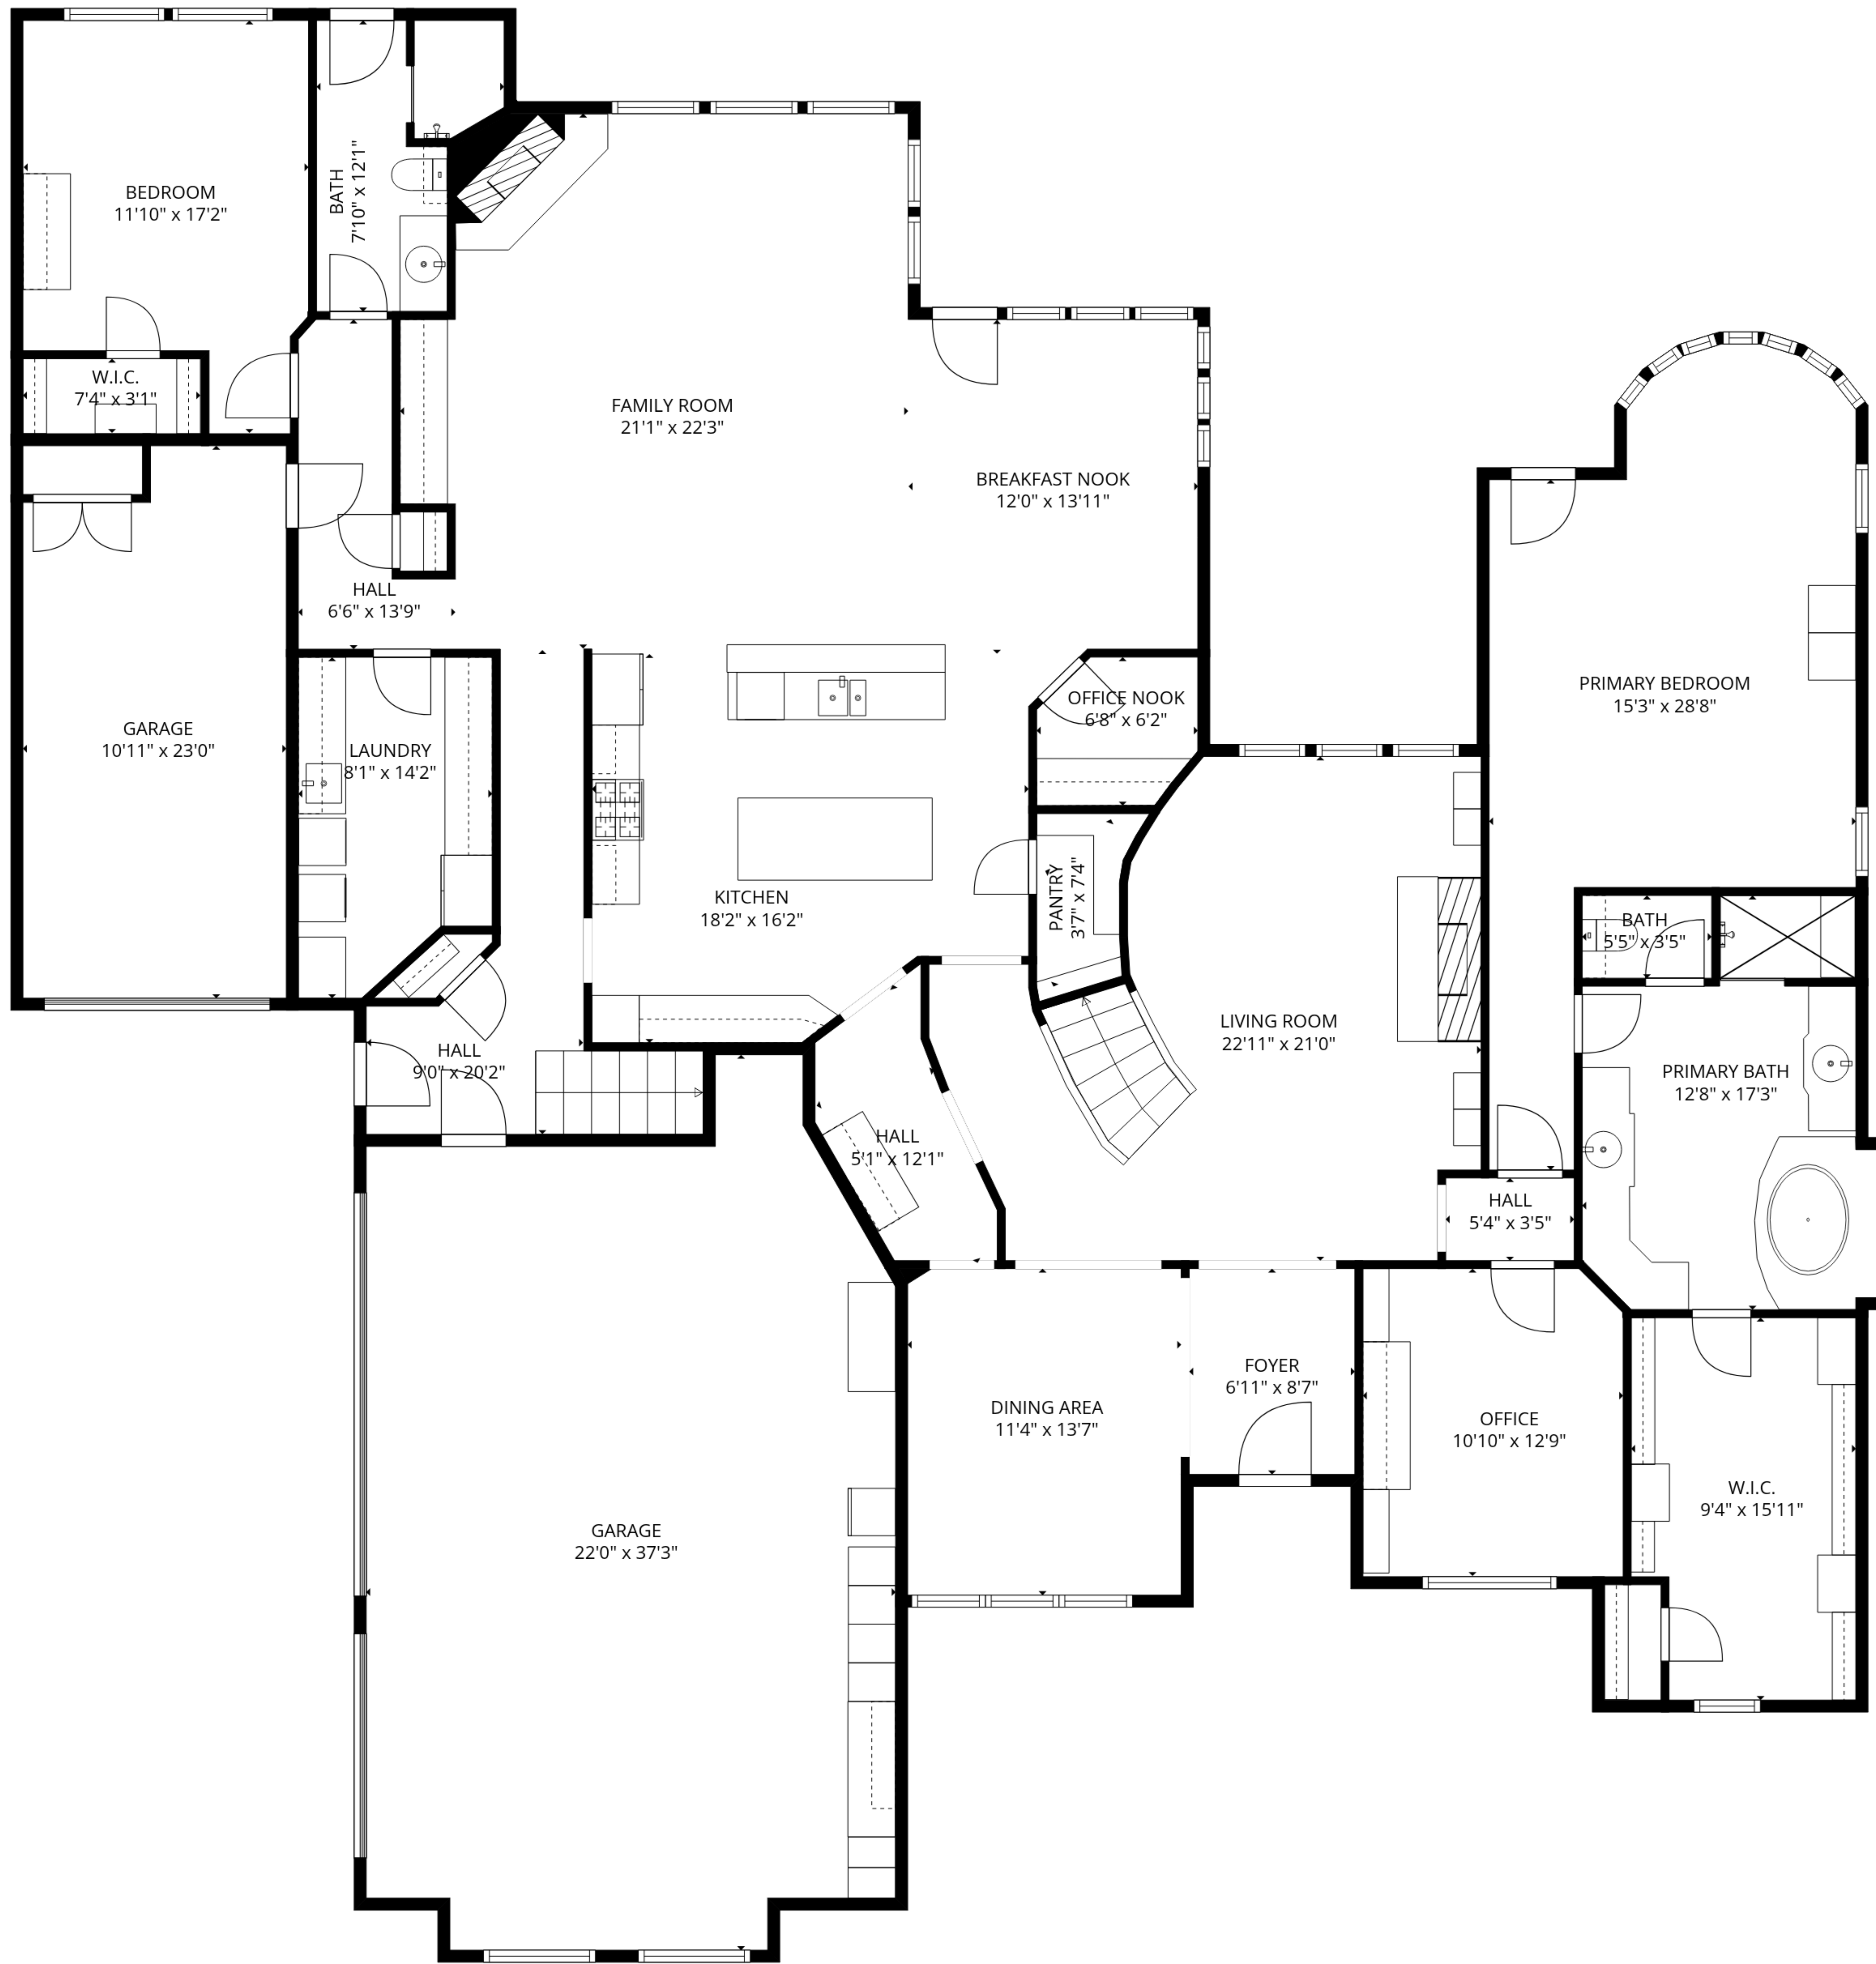 BEDROOM
11'10" x 17'2"
BATH
7'10" x 12'1"
W.I.C.
7'4" x 3'1"
FAMILY ROOM
21'1" x 22'3"
BREAKFAST NOOK
12'0" x 13'11"
HALL
6'6" x 13'9"
GARAGE
10'11" x 23'0"
LAUNDRY
8'1" x 14'2"
OFFICE NOOK
6'8" x 6'2"
PRIMARY BEDROOM
15'3" x 28'8"
KITCHEN
18'2" x 16'2"
PANTRY
3'7" x 7'4"
BATH
5'5" x 3'5"
LIVING ROOM
22'11" x 21'0"
HALL
9'0" x 20'2"
PRIMARY BATH
12'8" x 17'3"
HALL
5'1" x 12'1"
HALL
5'4" x 3'5"
FOYER
6'11" x 8'7"
DINING AREA
11'4" x 13'7"
OFFICE
10'10" x 12'9"
W.I.C.
9'4" x 15'11"
GARAGE
22'0" x 37'3"